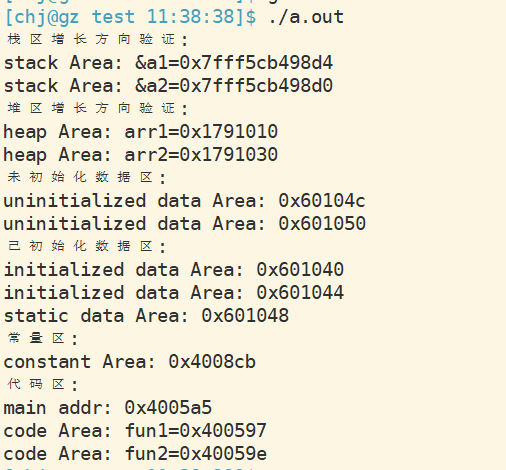 [chj@gz test 11:38:38]$ ./a.out
栈区增长方向验证:
stack Area: &a1=0x7fff5cb498d4
stack Area: &a2=0x7fff5cb498d0
堆区增长方向验证:
heap Area: arr1=0x1791010
heap Area: arr2=0x1791030
未初始化数据区:
uninitialized data Area: 0x60104c
uninitialized data Area: 0x601050
已初始化数据区:
initialized data Area: 0x601040
initialized data Area: 0x601044
static data Area: 0x601048
常量区:
constant Area: 0x4008cb
代码区:
main addr: 0x4005a5
code Area: fun1=0x400597
code Area: fun2=0x40059e